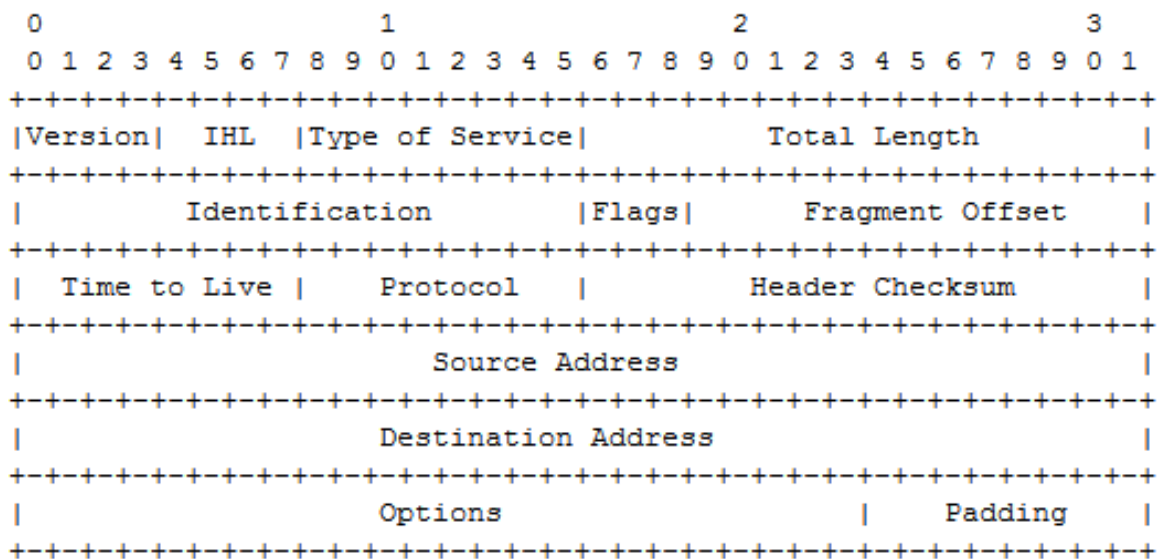 0                   1                   2                   3
 0 1 2 3 4 5 6 7 8 9 0 1 2 3 4 5 6 7 8 9 0 1 2 3 4 5 6 7 8 9 0 1
+-+-+-+-+-+-+-+-+-+-+-+-+-+-+-+-+-+-+-+-+-+-+-+-+-+-+-+-+-+-+-+-+
|Version|  IHL  |Type of Service|          Total Length         |
+-+-+-+-+-+-+-+-+-+-+-+-+-+-+-+-+-+-+-+-+-+-+-+-+-+-+-+-+-+-+-+-+
|         Identification        |Flags|      Fragment Offset    |
+-+-+-+-+-+-+-+-+-+-+-+-+-+-+-+-+-+-+-+-+-+-+-+-+-+-+-+-+-+-+-+-+
|  Time to Live |    Protocol   |         Header Checksum       |
+-+-+-+-+-+-+-+-+-+-+-+-+-+-+-+-+-+-+-+-+-+-+-+-+-+-+-+-+-+-+-+-+
|                       Source Address                          |
+-+-+-+-+-+-+-+-+-+-+-+-+-+-+-+-+-+-+-+-+-+-+-+-+-+-+-+-+-+-+-+-+
|                    Destination Address                        |
+-+-+-+-+-+-+-+-+-+-+-+-+-+-+-+-+-+-+-+-+-+-+-+-+-+-+-+-+-+-+-+-+
|                    Options                    |    Padding    |
+-+-+-+-+-+-+-+-+-+-+-+-+-+-+-+-+-+-+-+-+-+-+-+-+-+-+-+-+-+-+-+-+